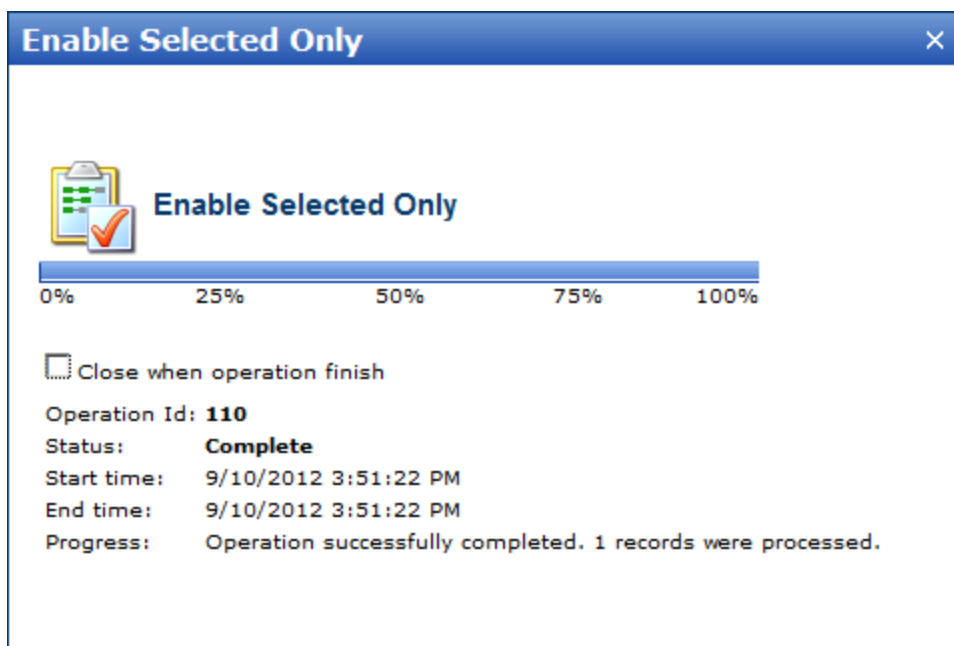 Enable Selected Only
Enable Selected Only
0% 25% 50% 75% 100%
Close when operation finish
Operation Id: 110
Status: Complete
Start time: 9/10/2012 3:51:22 PM
End time: 9/10/2012 3:51:22 PM
Progress: Operation successfully completed. 1 records were processed.